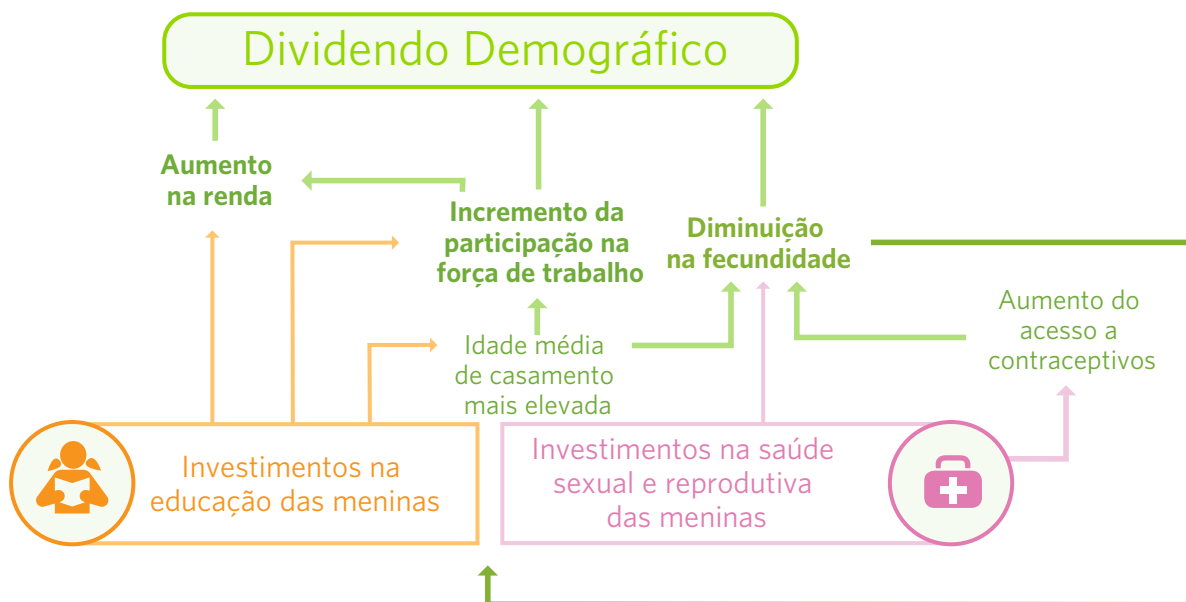 Dividendo Demográfico
Aumento
na renda
Incremento da
participação na
força de trabalho
Diminuição
na fecundidade
Aumento do
acesso a
contraceptivos
Idade média
de casamento
mais elevada
Investimentos na
educação das meninas
Investimentos na saúde
sexual e reprodutiva
das meninas